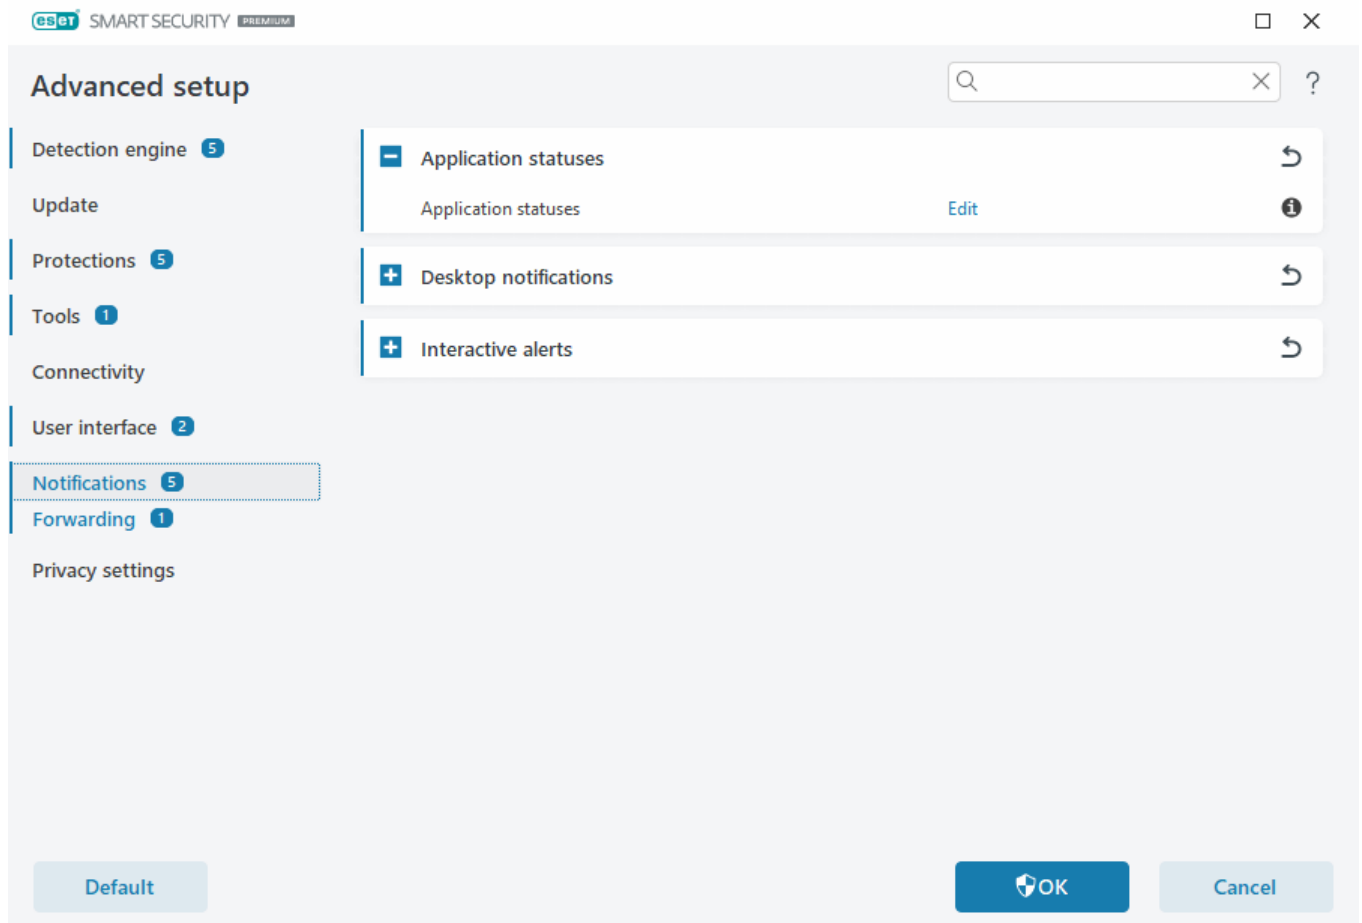 eset SMART SECURITY PREMIUM
Advanced setup
?
Detection engine 5
Update
Protections 5
Tools 1
Connectivity
User interface 2
Notifications 5
Forwarding 1
Privacy settings
Application statuses
Application statuses Edit
Desktop notifications
Interactive alerts
Default
OK
Cancel